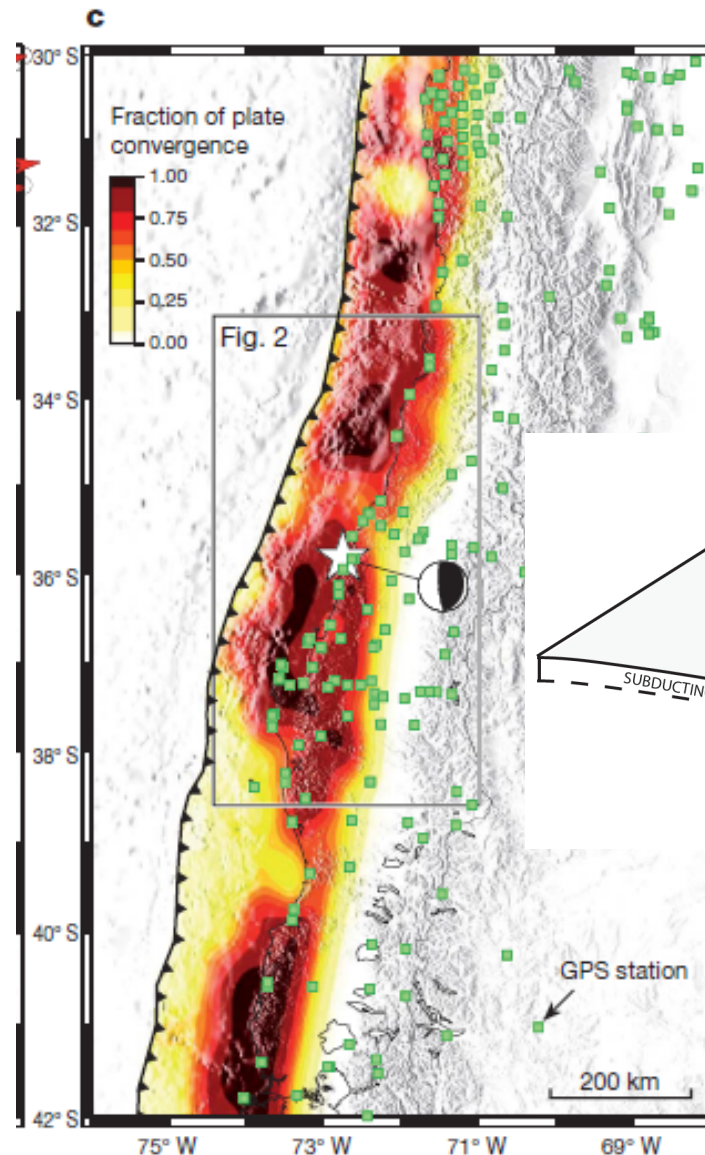 c
30° S
32° S
34° S
36° S
38° S
40° S
42° S
Fraction of plate
convergence
1.00
0.75
0.50
0.25
0.00
Fig. 2
SUBDUCTIN
GPS station
200 km
75° W
73° W
71° W
69° W